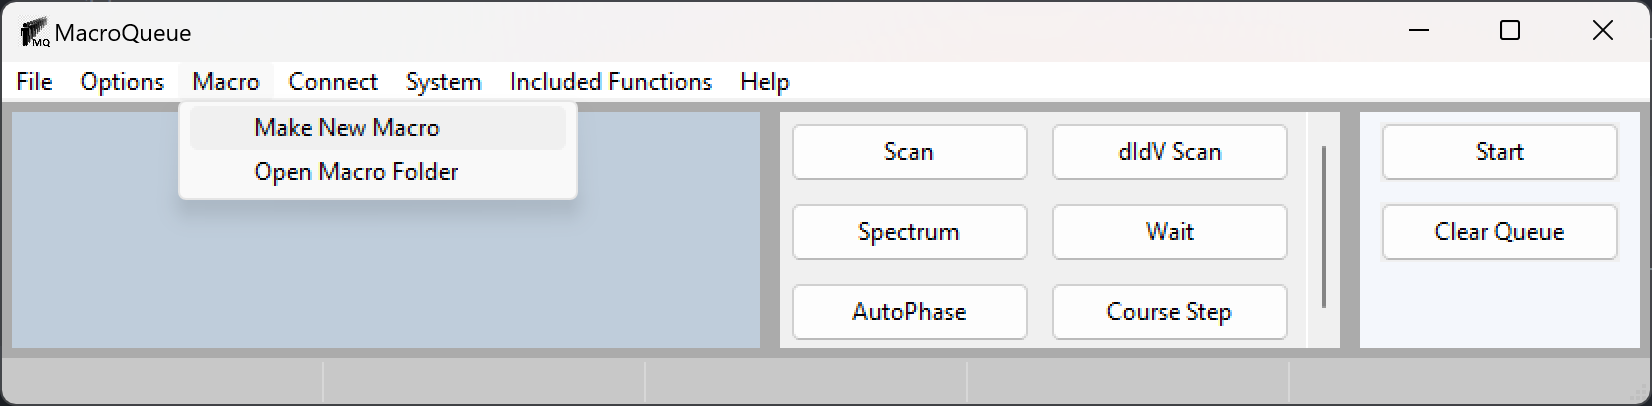 MQ MacroQueue
File Options Macro Connect System Included Functions Help
Make New Macro
Open Macro Folder
Scan dIdV Scan
Spectrum Wait
AutoPhase Course Step
Start
Clear Queue